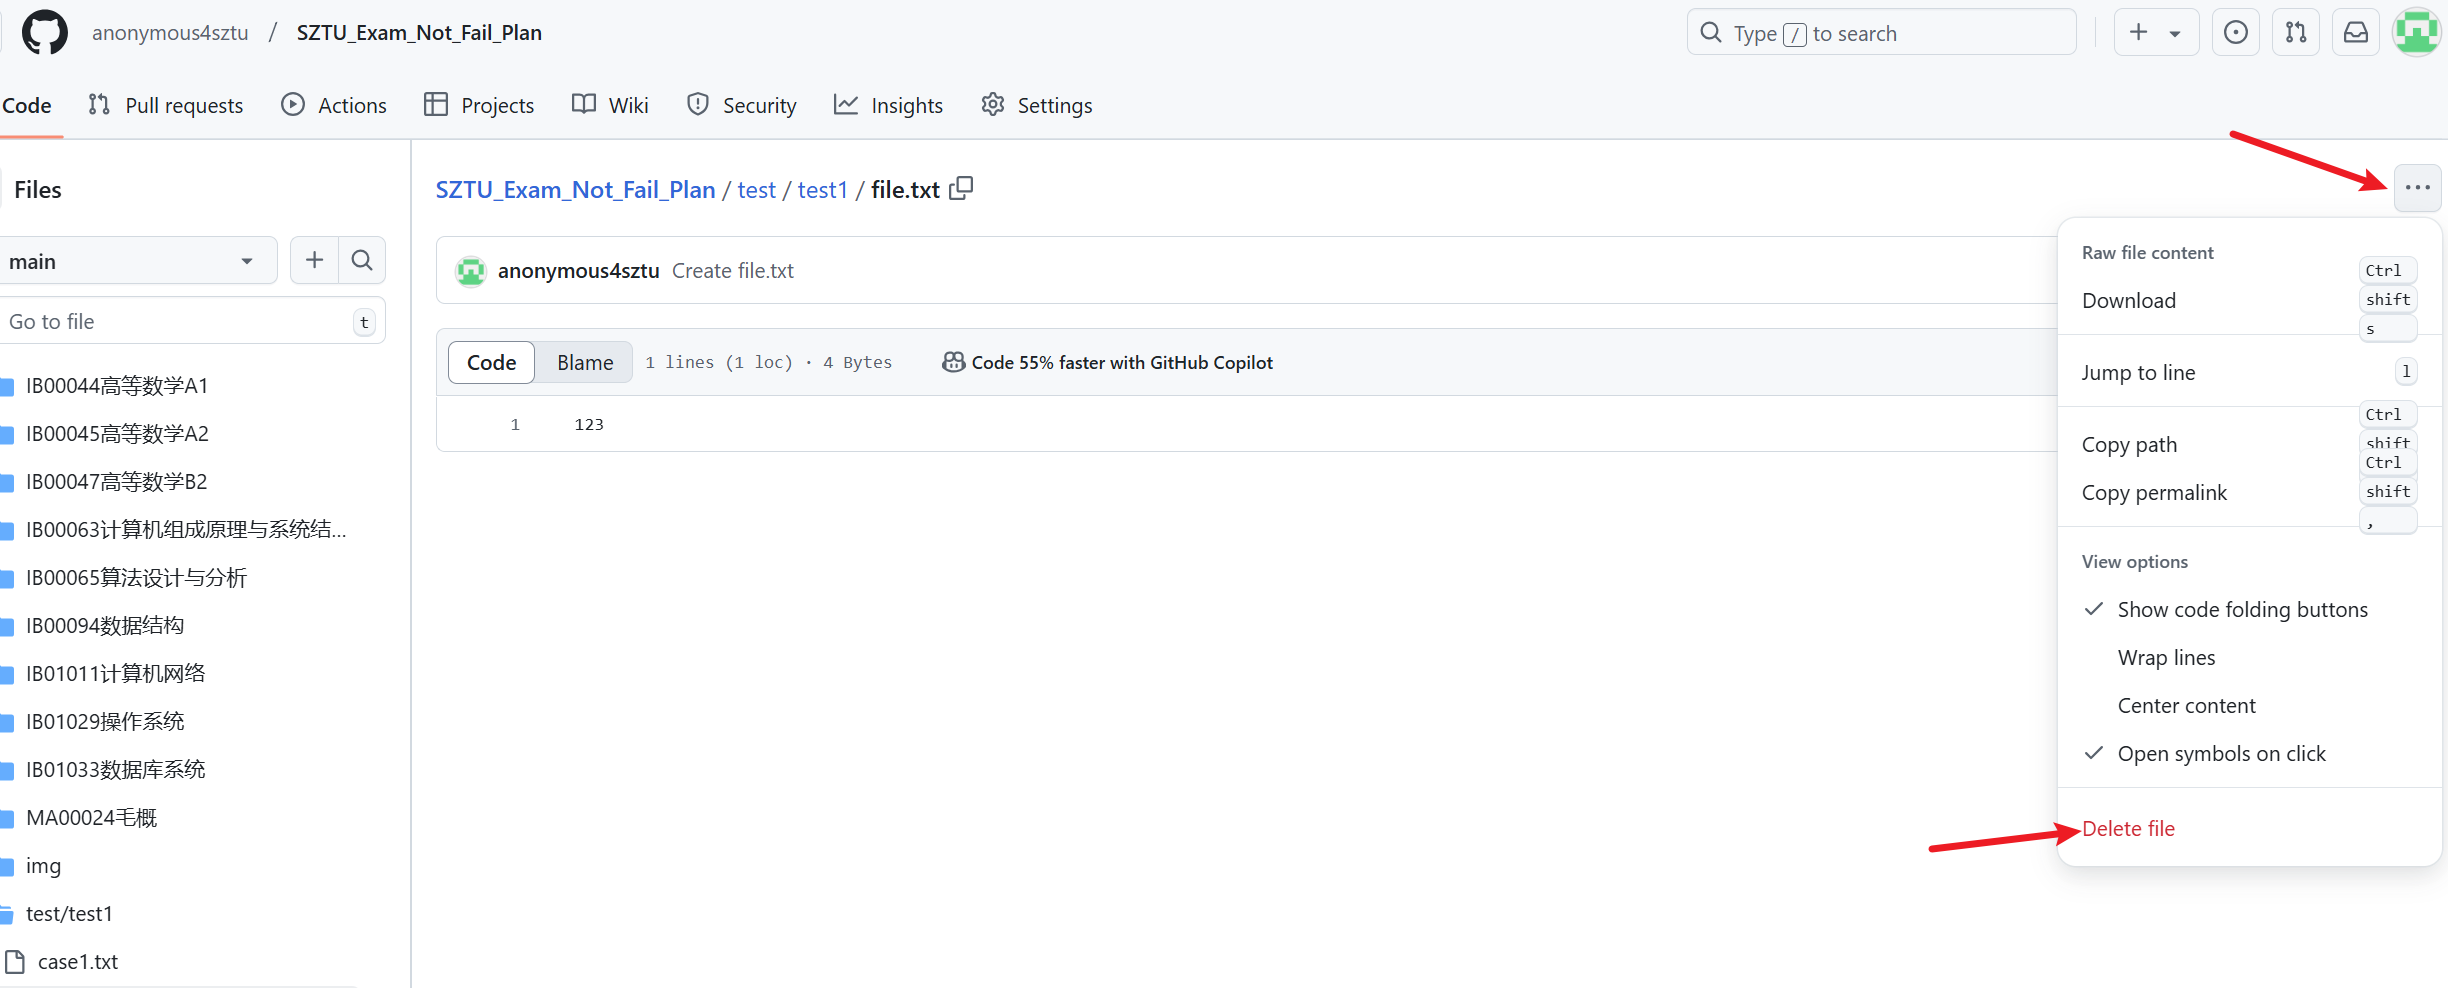 anonymous4sztu / SZTU_Exam_Not_Fail_Plan
Type / to search
Code Pull requests Actions Projects Wiki Security Insights Settings
Files
main
Go to file t
IB00044高等数学A1
IB00045高等数学A2
IB00047高等数学B2
IB00063计算机组成原理与系统结...
IB00065算法设计与分析
IB00094数据结构
IB01011计算机网络
IB01029操作系统
IB01033数据库系统
MA00024毛概
img
test/test1
case1.txt
SZTU_Exam_Not_Fail_Plan / test / test1 / file.txt
anonymous4sztu Create file.txt
Code Blame 1 lines (1 loc) · 4 Bytes Code 55% faster with GitHub Copilot
1 123
Raw file content
Download Ctrl shift s
Jump to line l
Copy path Ctrl shift
Copy permalink Ctrl shift ,
View options
Show code folding buttons
Wrap lines
Center content
Open symbols on click
Delete file